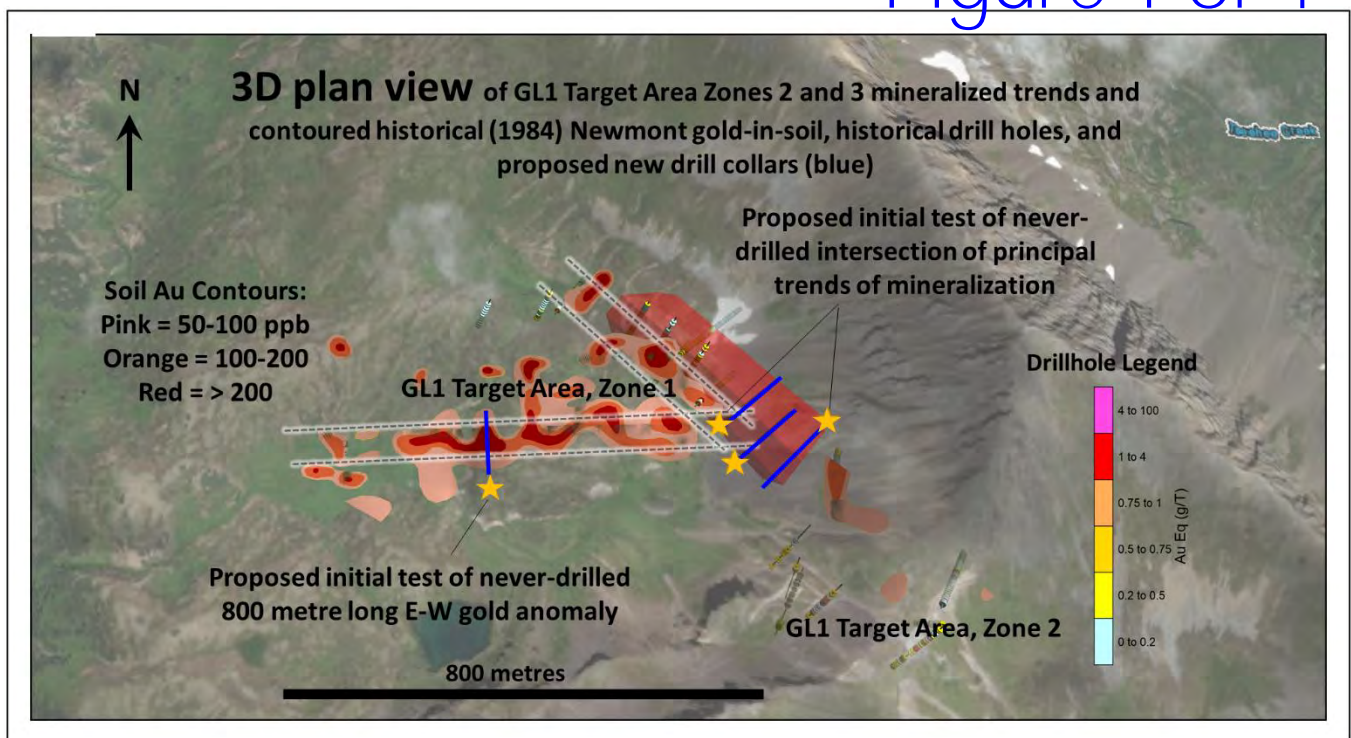 Figure 1 of 1
N
3D plan view of GL1 Target Area Zones 2 and 3 mineralized trends and
contoured historical (1984) Newmont gold-in-soil, historical drill holes, and
proposed new drill collars (blue)
Proposed initial test of never-
drilled intersection of principal
trends of mineralization
Soil Au Contours:
Pink = 50-100 ppb
Orange = 100-200
Red = > 200
GL1 Target Area, Zone 1
Drillhole Legend
4 to 100
1 to 4
0.75 to 1
0.5 to 0.75
0.2 to 0.5
0 to 0.2
Au Eq (g/T)
Proposed initial test of never-drilled
800 metre long E-W gold anomaly
GL1 Target Area, Zone 2
800 metres